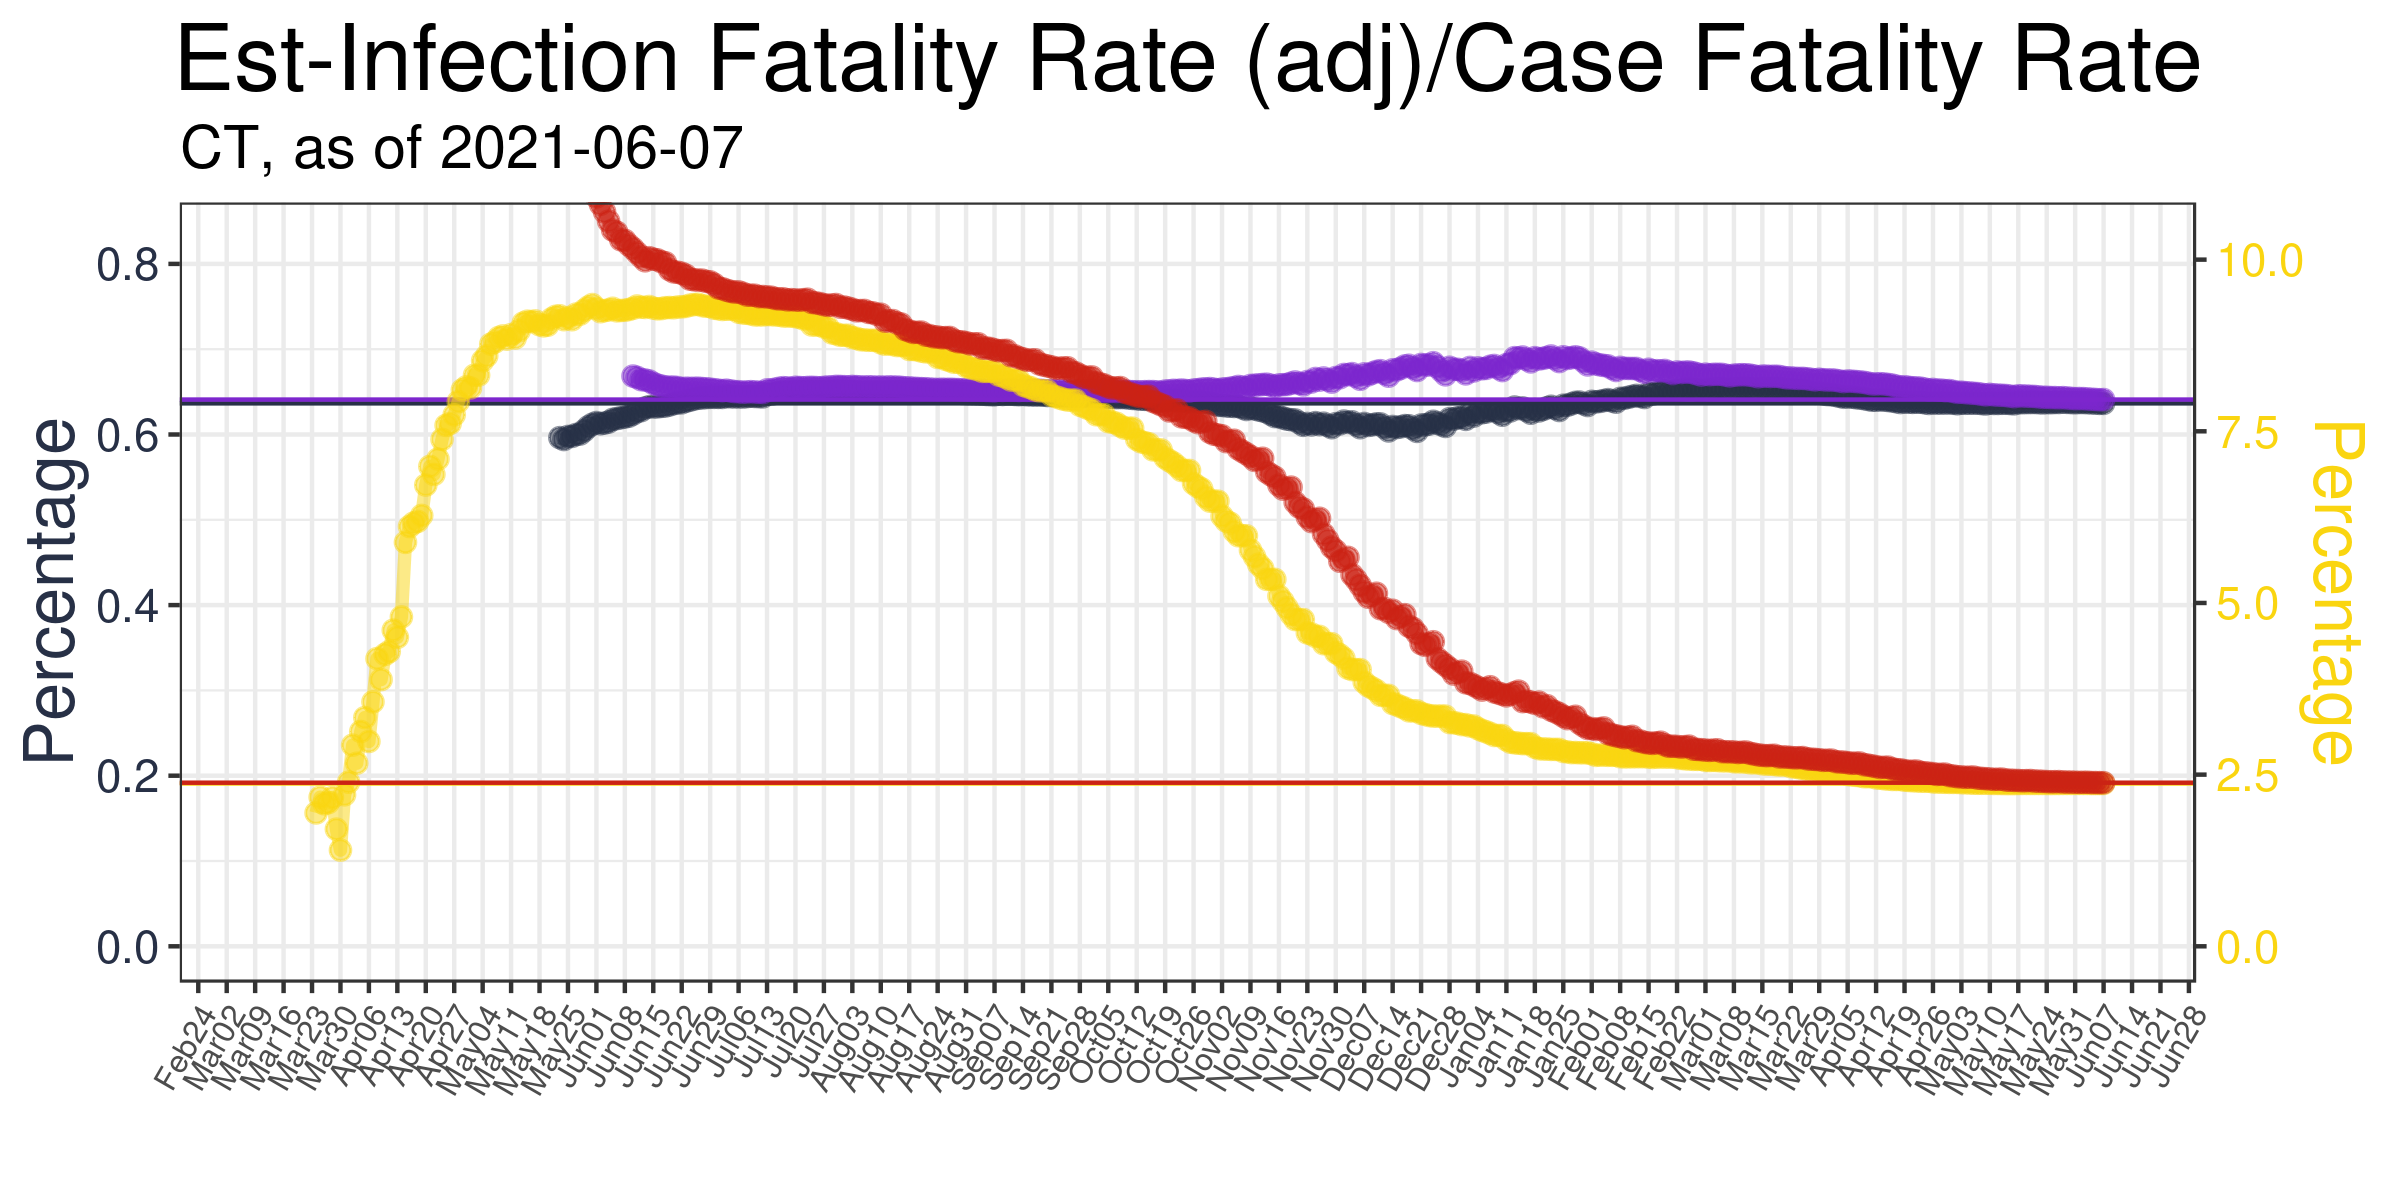 Est-Infection Fatality Rate (adj)/Case Fatality Rate
CT, as of 2021-06-07
Percentage
0.8
0.6
0.4
0.2
0.0
10.0
7.5
5.0
2.5
0.0
Percentage
Feb24
Mar02
Mar09
Mar16
Mar23
Mar30
Apr06
Apr13
Apr20
Apr27
May04
May11
May18
May25
Jun01
Jun08
Jun15
Jun22
Jun29
Jul06
Jul13
Jul20
Jul27
Aug03
Aug10
Aug17
Aug24
Aug31
Sep07
Sep14
Sep21
Sep28
Oct05
Oct12
Oct19
Oct26
Nov02
Nov09
Nov16
Nov23
Nov30
Dec07
Dec14
Dec21
Dec28
Jan04
Jan11
Jan18
Jan25
Feb01
Feb08
Feb15
Feb22
Mar01
Mar08
Mar15
Mar22
Mar29
Apr05
Apr12
Apr19
Apr26
May03
May10
May17
May24
May31
Jun07
Jun14
Jun21
Jun28